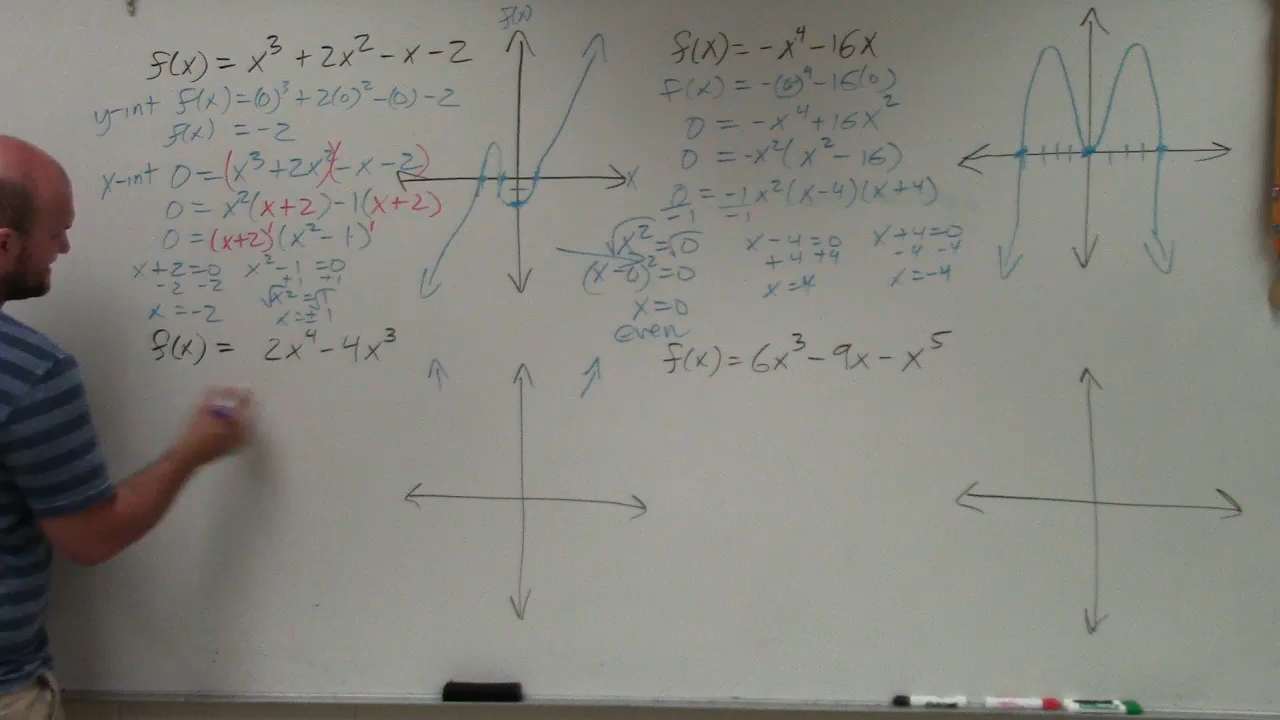 f(x) = x³ + 2x² - x - 2
y-int f(x) = (0)³ + 2(0)² - (0) - 2
f(x) = -2
x-int 0 = (x³ + 2x²)(-x - 2)
0 = x²(x+2) -1(x+2)
0 = (x+2)¹(x² - 1)¹
x+2=0 x² - 1 = 0
-2 -2 +1 +1
√x² = √1
x = -2 x = ± 1
f(x)
x
f(x) = -x⁴ - 16x
f(x) = -(0)⁴ - 16(0)
0 = -x⁴ + 16x²
0 = -x²(x² - 16)
0 = -1x²(x-4)(x+4)
-1 -1
√x² = √0 x - 4 = 0 x + 4 = 0
+4 +4 -4 -4
(x-0)² = 0 x = 4 x = -4
x = 0
even
f(x) = 2x⁴ - 4x³
f(x) = 6x³ - 9x - x⁵